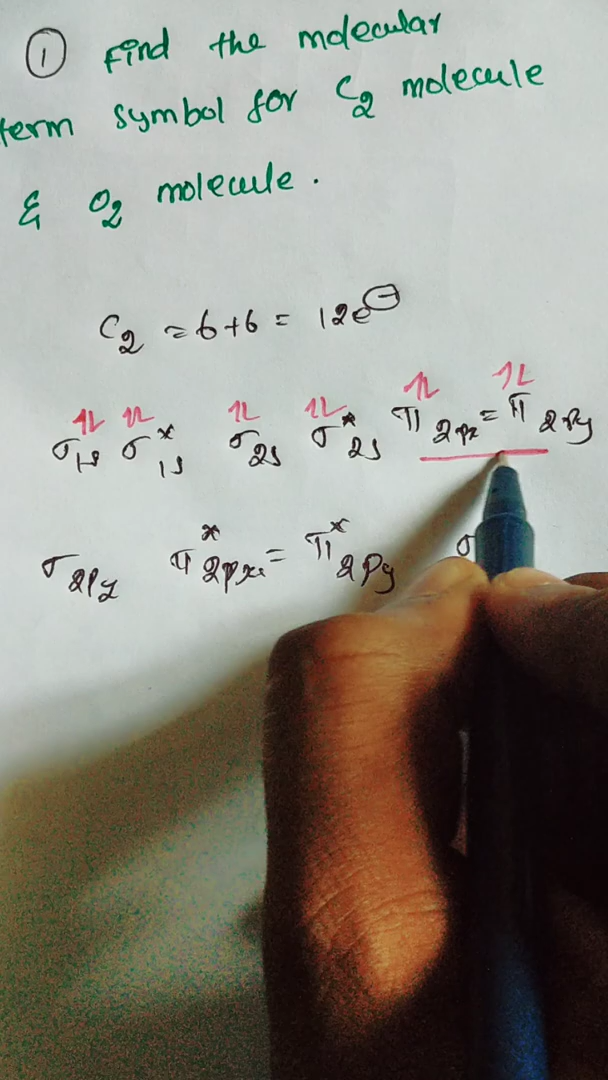 ① Find the molecular
term symbol for C₂ molecule
& O₂ molecule.
C₂ = 6+6 = 12e⊖
⥮ ⥮ ⥮ ⥮ ⥮ ⥮
σ1s σ*1s σ2s σ*2s π2px = π2py
σ2pz π*2px = π*2py σ